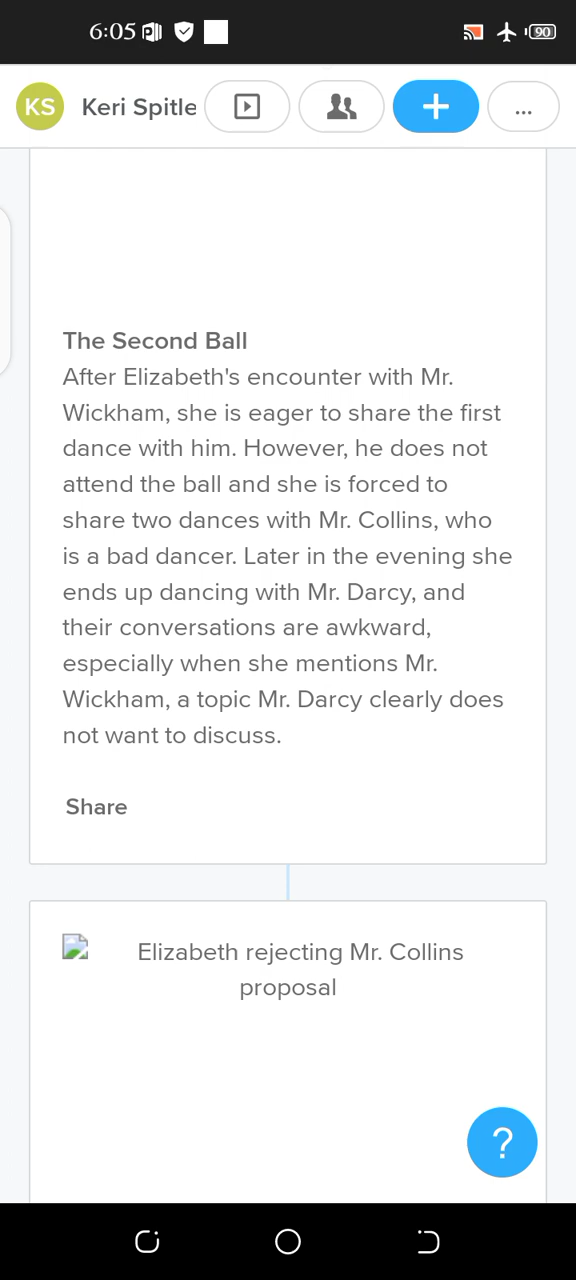 6:05
90
KS Keri Spitle
...
The Second Ball
After Elizabeth's encounter with Mr.
Wickham, she is eager to share the first
dance with him. However, he does not
attend the ball and she is forced to
share two dances with Mr. Collins, who
is a bad dancer. Later in the evening she
ends up dancing with Mr. Darcy, and
their conversations are awkward,
especially when she mentions Mr.
Wickham, a topic Mr. Darcy clearly does
not want to discuss.
Share
Elizabeth rejecting Mr. Collins
proposal
?